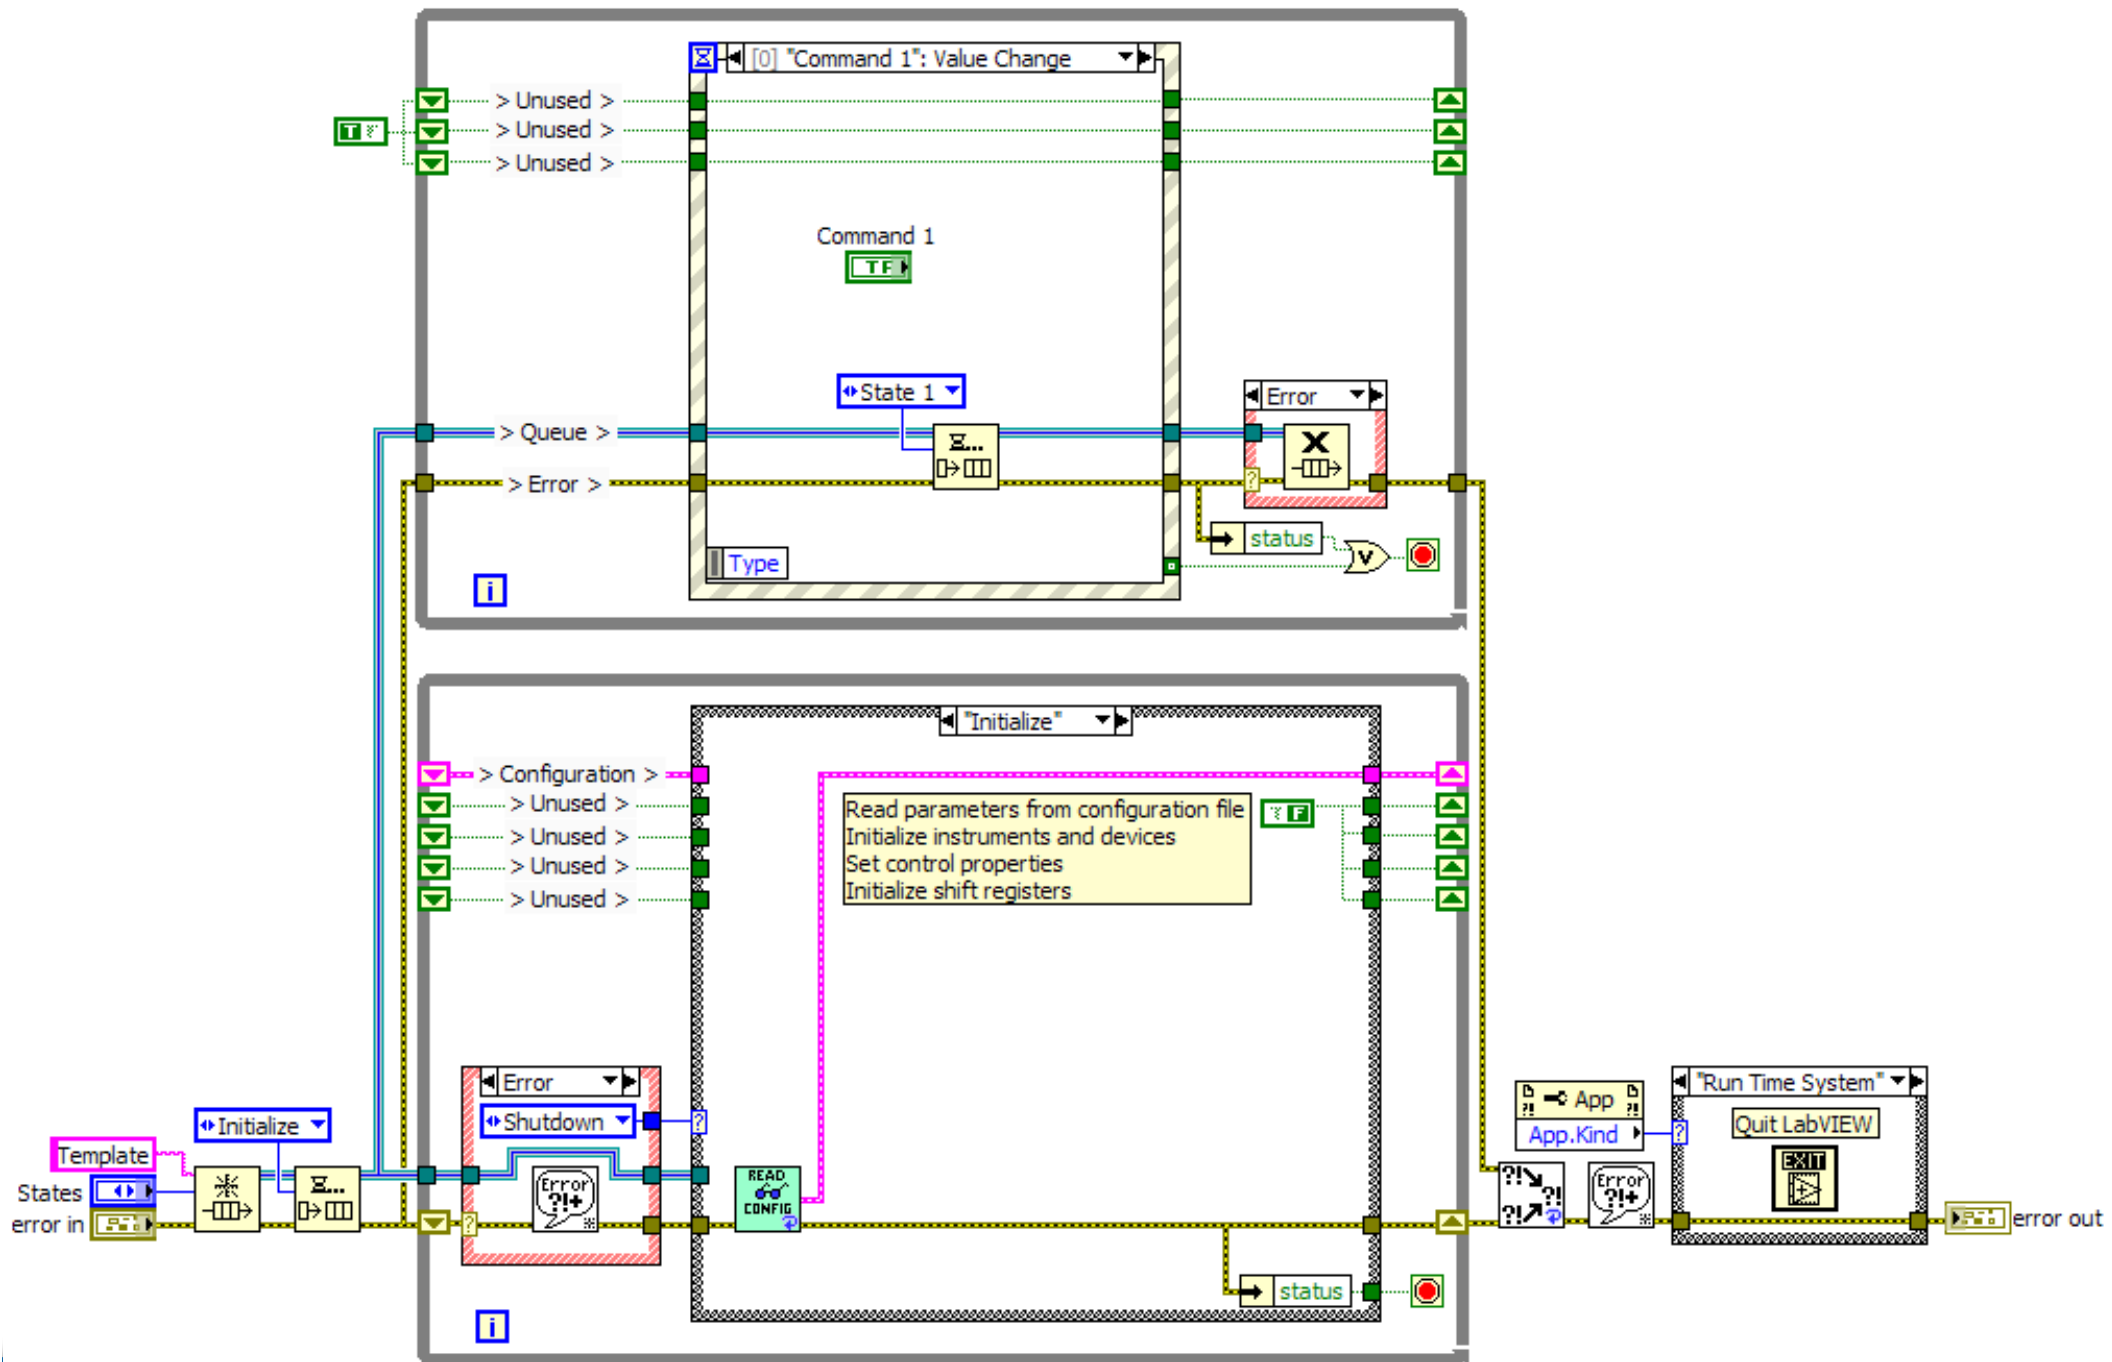 [0] "Command 1": Value Change
> Unused >
> Unused >
> Unused >
T
Command 1
TF
State 1
Error
> Queue >
> Error >
X
status
V
Type
i
"Initialize"
> Configuration >
> Unused >
> Unused >
> Unused >
> Unused >
Read parameters from configuration file
Initialize instruments and devices
Set control properties
Initialize shift registers
F
Error
Shutdown
?
Initialize
Template
States
error in
Error
?!+
READ
CONFIG
status
i
App
App.Kind
?!
?!
?!
Error
?!+
"Run Time System"
Quit LabVIEW
EXIT
error out